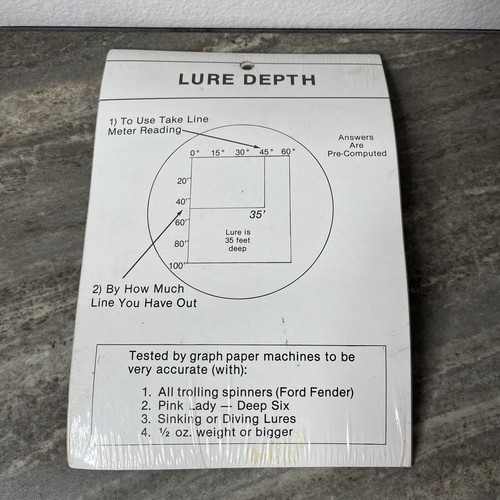 LURE DEPTH
1) To Use Take Line
Meter Reading
Answers
Are
Pre-Computed
0° 15° 30° 45° 60°
20'
40'
60'
80'
100'
35'
Lure is
35 feet
deep
2) By How Much
Line You Have Out
Tested by graph paper machines to be
very accurate (with):
1. All trolling spinners (Ford Fender)
2. Pink Lady — Deep Six
3. Sinking or Diving Lures
4. ½ oz. weight or bigger